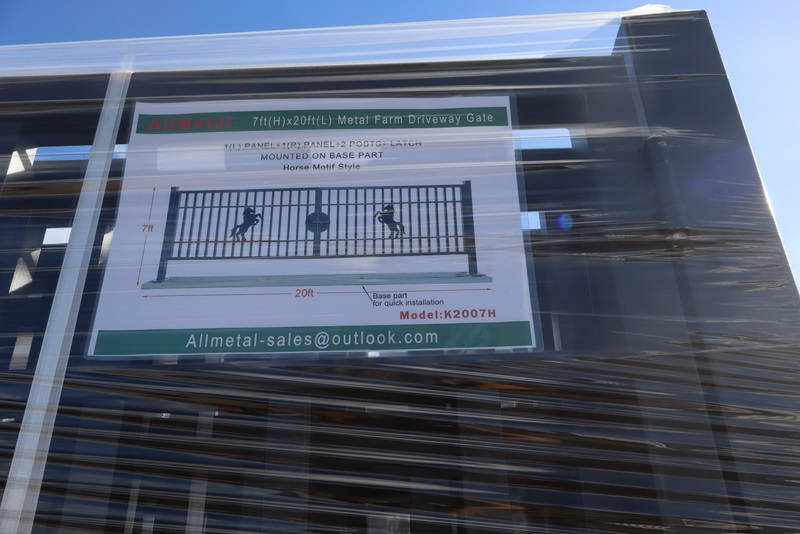 AllMetal 7ft(H)x20ft(L) Metal Farm Driveway Gate
1(L) PANEL+1(R) PANEL+2 POSTS+ LATCH
MOUNTED ON BASE PART
Horse Motif Style
7ft
20ft
Base part
for quick installation
Model:K2007H
Allmetal-sales@outlook.com